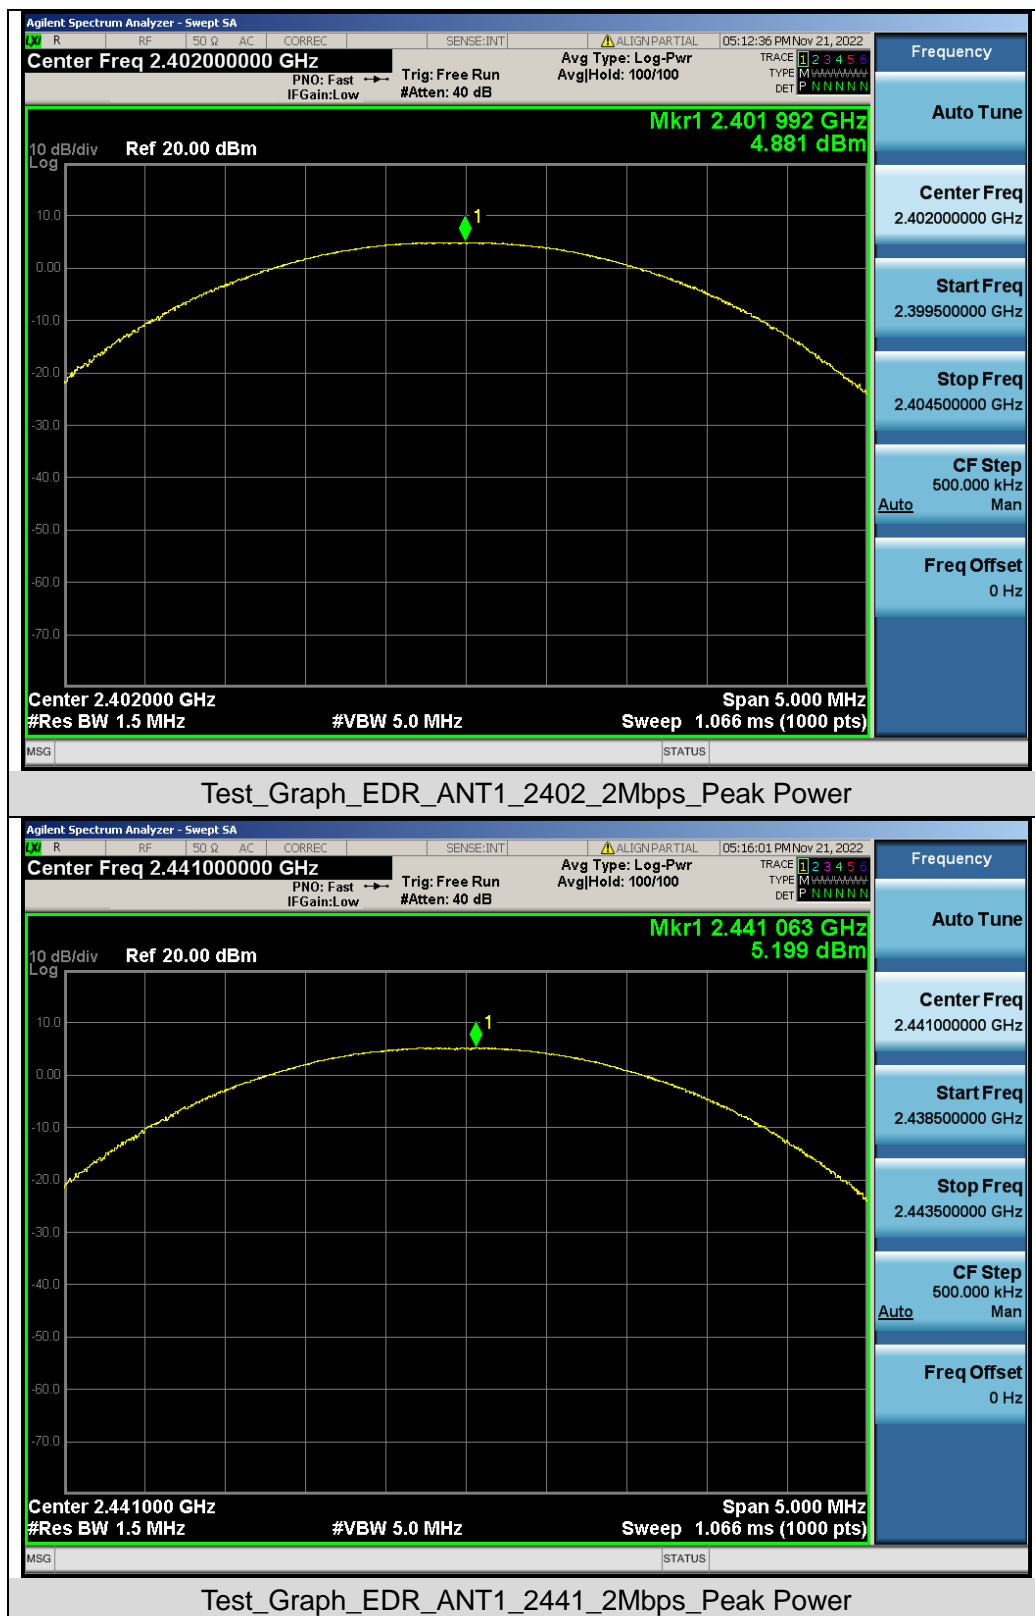 Agilent Spectrum Analyzer - Swept SA
LXI R RF 50 Ω AC CORREC SENSE:INT ALIGN PARTIAL 05:12:36 PM Nov 21, 2022
Center Freq 2.402000000 GHz
PNO: Fast
IFGain:Low
Trig: Free Run
#Atten: 40 dB
Avg Type: Log-Pwr
Avg|Hold: 100/100
TRACE 1 2 3 4 5 6
TYPE M WWWWW
DET P N N N N N
Frequency
Auto Tune
Center Freq
2.402000000 GHz
Start Freq
2.399500000 GHz
Stop Freq
2.404500000 GHz
CF Step
500.000 kHz
Auto Man
Freq Offset
0 Hz
Mkr1 2.401 992 GHz
4.881 dBm
10 dB/div Ref 20.00 dBm
Log
1
10.0
0.00
-10.0
-20.0
-30.0
-40.0
-50.0
-60.0
-70.0
Center 2.402000 GHz Span 5.000 MHz
#Res BW 1.5 MHz #VBW 5.0 MHz Sweep 1.066 ms (1000 pts)
MSG STATUS
Test_Graph_EDR_ANT1_2402_2Mbps_Peak Power
Agilent Spectrum Analyzer - Swept SA
LXI R RF 50 Ω AC CORREC SENSE:INT ALIGN PARTIAL 05:16:01 PM Nov 21, 2022
Center Freq 2.441000000 GHz
PNO: Fast
IFGain:Low
Trig: Free Run
#Atten: 40 dB
Avg Type: Log-Pwr
Avg|Hold: 100/100
TRACE 1 2 3 4 5 6
TYPE M WWWWW
DET P N N N N N
Frequency
Auto Tune
Center Freq
2.441000000 GHz
Start Freq
2.438500000 GHz
Stop Freq
2.443500000 GHz
CF Step
500.000 kHz
Auto Man
Freq Offset
0 Hz
Mkr1 2.441 063 GHz
5.199 dBm
10 dB/div Ref 20.00 dBm
Log
1
10.0
0.00
-10.0
-20.0
-30.0
-40.0
-50.0
-60.0
-70.0
Center 2.441000 GHz Span 5.000 MHz
#Res BW 1.5 MHz #VBW 5.0 MHz Sweep 1.066 ms (1000 pts)
MSG STATUS
Test_Graph_EDR_ANT1_2441_2Mbps_Peak Power